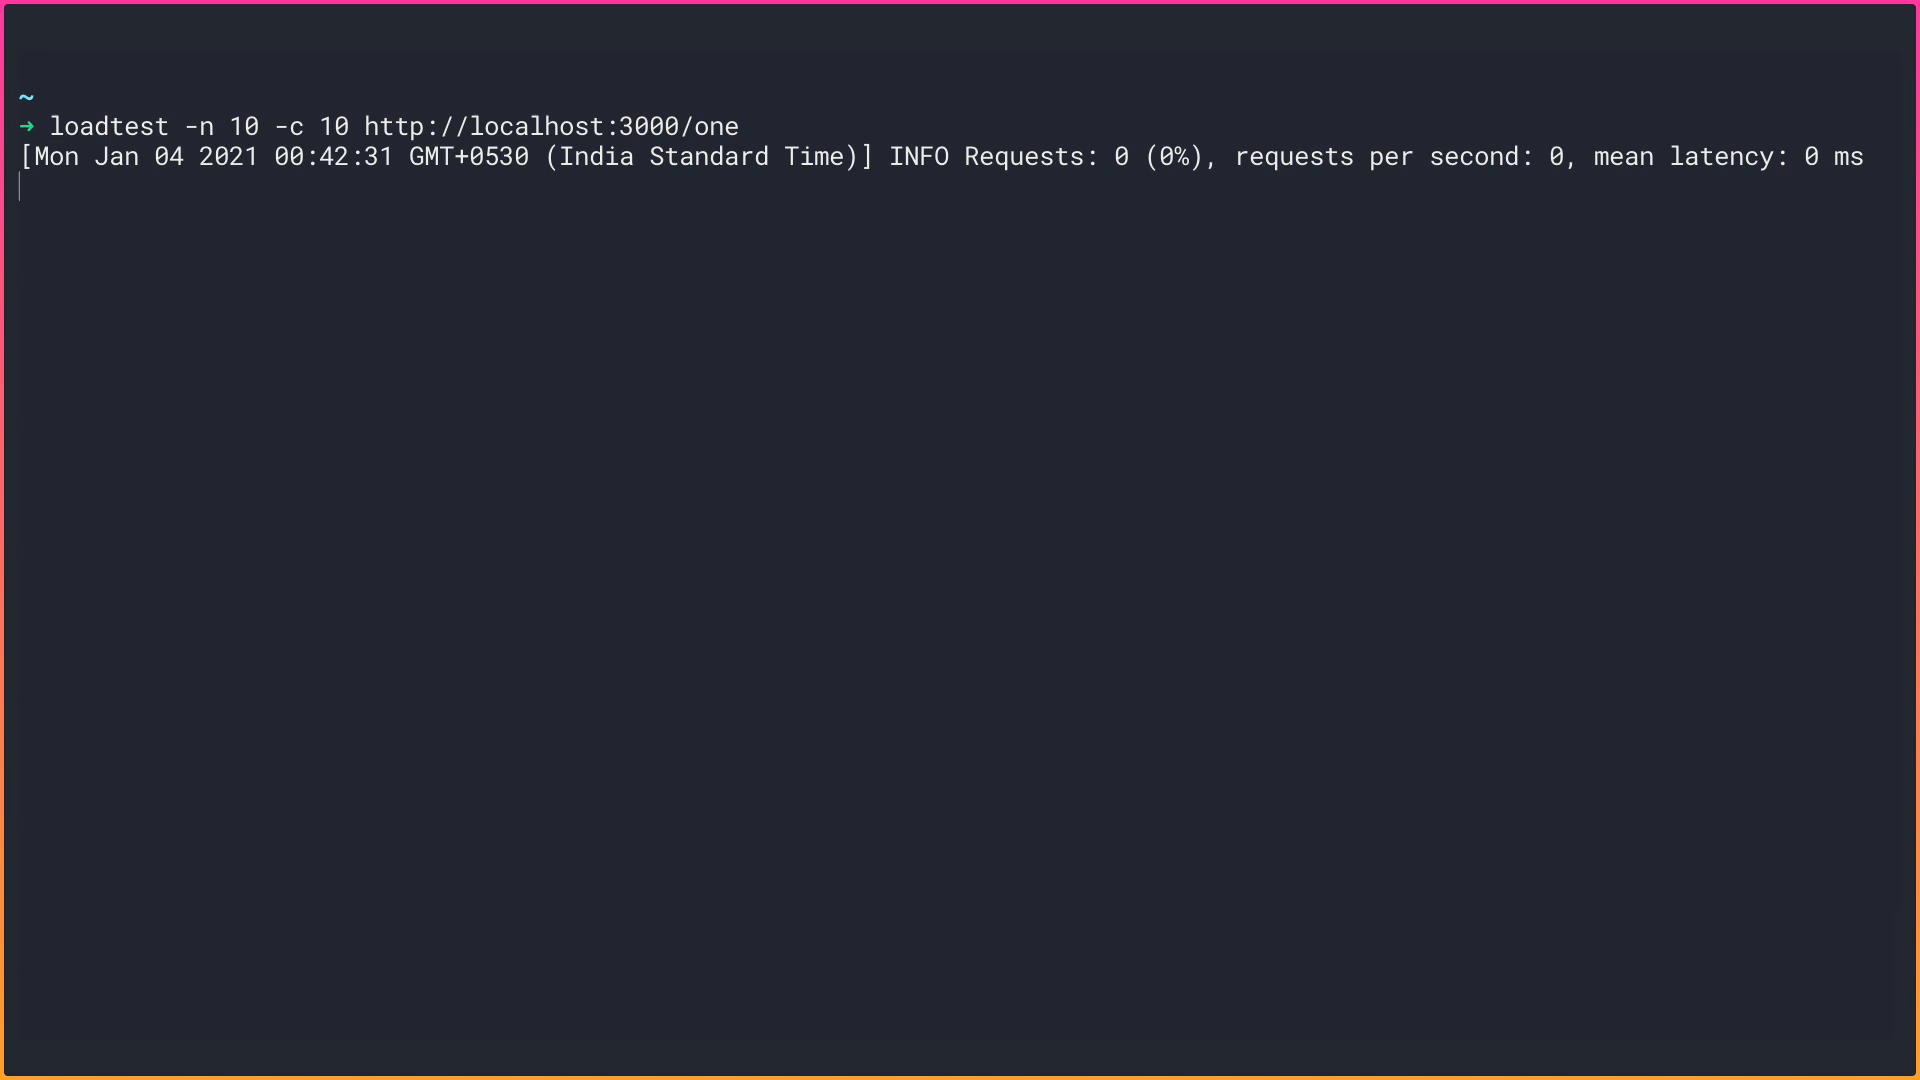 ~
➜ loadtest -n 10 -c 10 http://localhost:3000/one
[Mon Jan 04 2021 00:42:31 GMT+0530 (India Standard Time)] INFO Requests: 0 (0%), requests per second: 0, mean latency: 0 ms